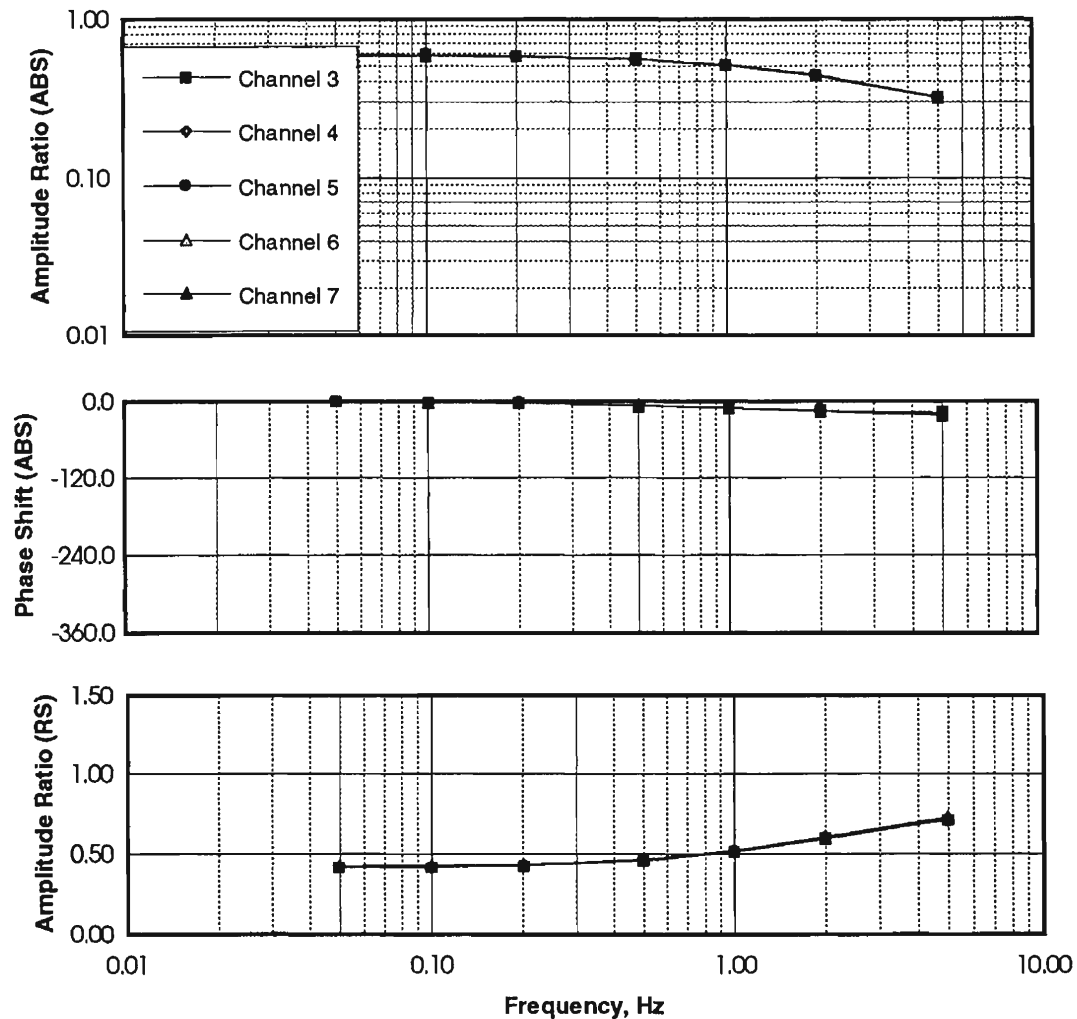 1.00
0.10
0.01
Amplitude Ratio (ABS)
Channel 3
Channel 4
Channel 5
Channel 6
Channel 7
0.0
-120.0
-240.0
-360.0
Phase Shift (ABS)
1.50
1.00
0.50
0.00
Amplitude Ratio (RS)
0.01
0.10
1.00
10.00
Frequency, Hz